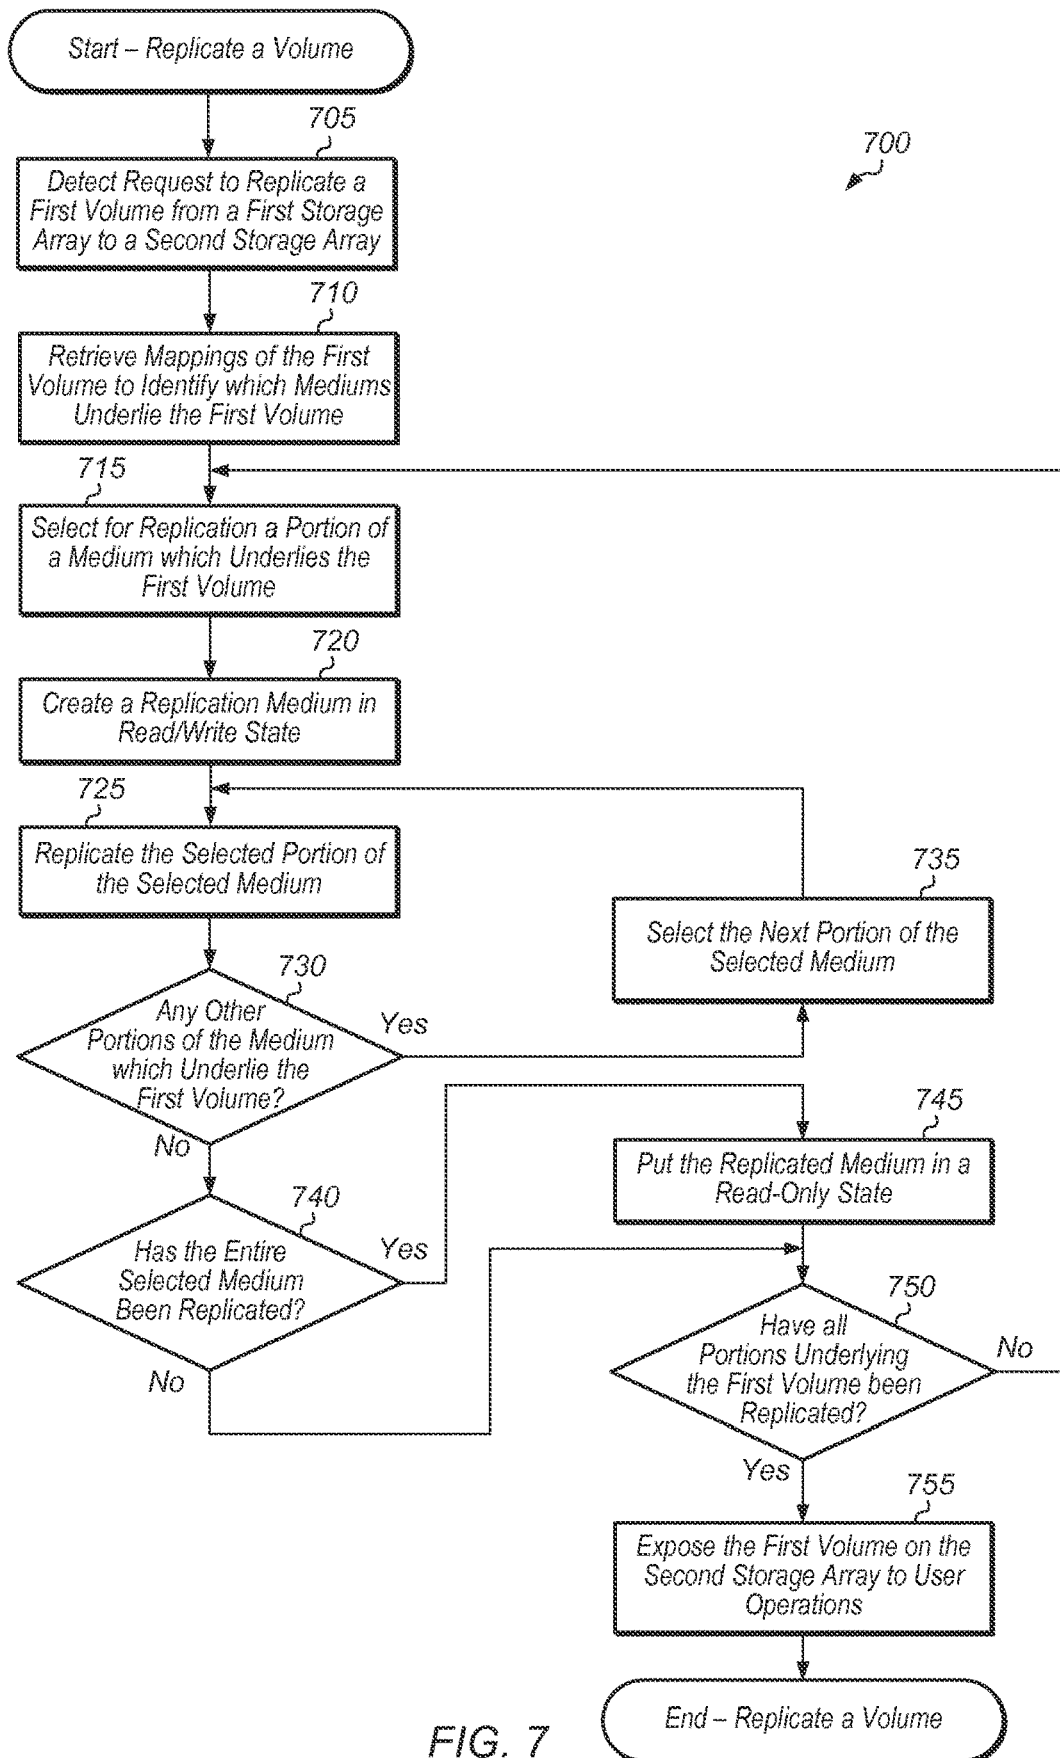 Start – Replicate a Volume
705
700
Detect Request to Replicate a
First Volume from a First Storage
Array to a Second Storage Array
710
Retrieve Mappings of the First
Volume to Identify which Mediums
Underlie the First Volume
715
Select for Replication a Portion of
a Medium which Underlies the
First Volume
720
Create a Replication Medium in
Read/Write State
725
Replicate the Selected Portion of
the Selected Medium
735
Select the Next Portion of the
Selected Medium
730
Any Other
Portions of the Medium
which Underlie the
First Volume?
Yes
No
745
Put the Replicated Medium in a
Read-Only State
740
Has the Entire
Selected Medium
Been Replicated?
Yes
No
750
Have all
Portions Underlying
the First Volume been
Replicated?
No
Yes
755
Expose the First Volume on the
Second Storage Array to User
Operations
End – Replicate a Volume
FIG. 7